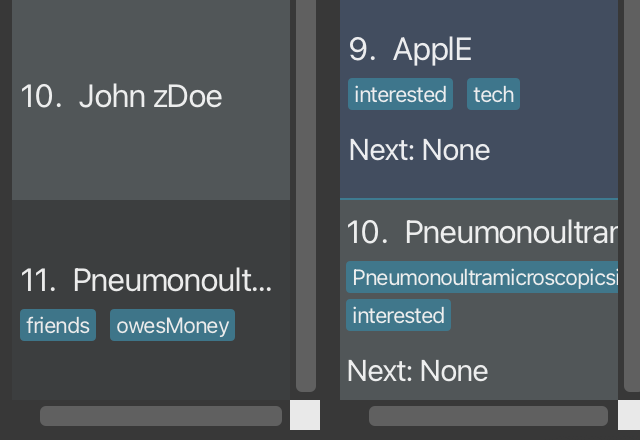 10. John zDoe
11. Pneumonoult...
friends owesMoney
9. ApplE
interested tech
Next: None
10. Pneumonoultrar
Pneumonoultramicroscopicsi
interested
Next: None